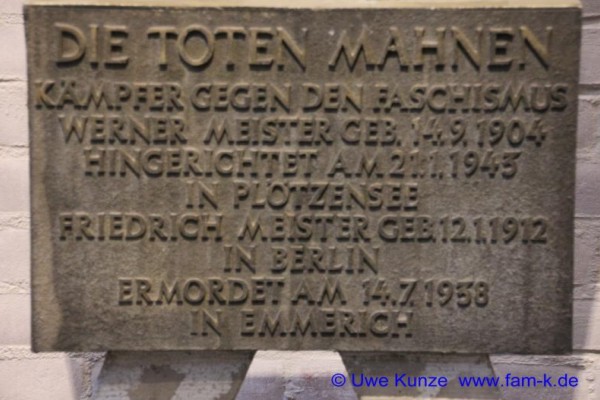 DIE TOTEN MAHNEN
KÄMPFER GEGEN DEN FASCHISMUS
WERNER MEISTER GEB. 14.9.1904
HINGERICHTET AM 21.1.1943
IN PLÖTZENSEE
FRIEDRICH MEISTER GEB.12.1.1912
IN BERLIN
ERMORDET AM 14.7.1938
IN EMMERICH
© Uwe Kunze www.fam-k.de